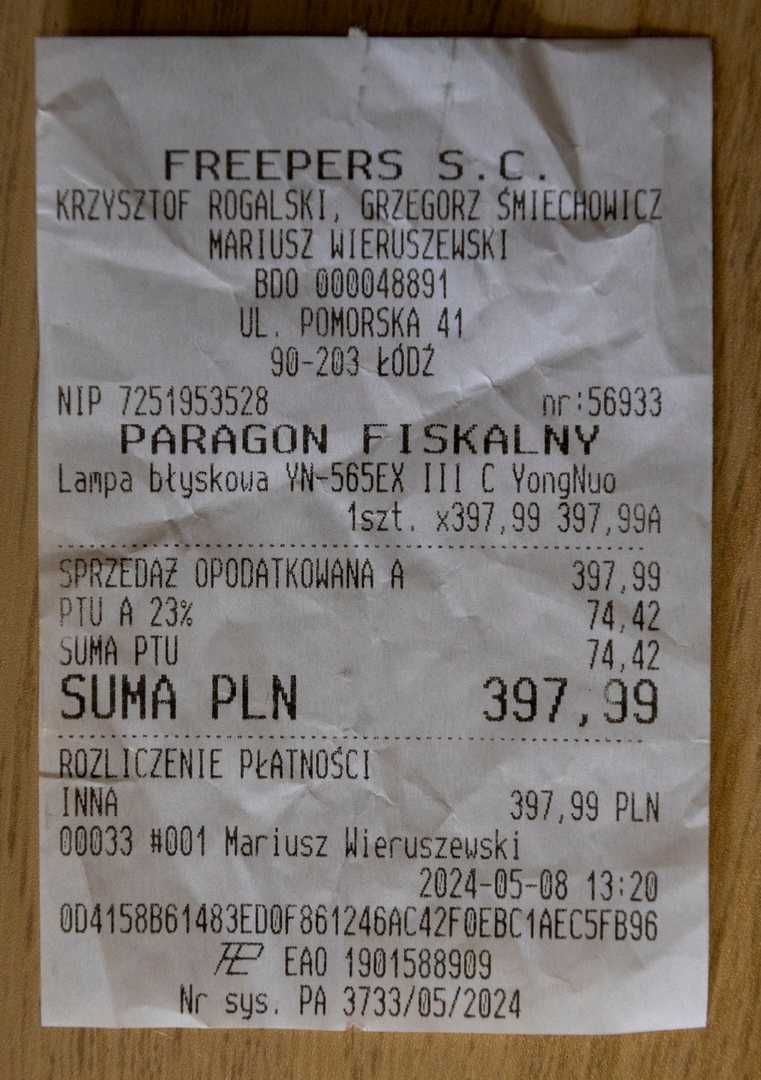 FREEPERS S.C.
KRZYSZTOF ROGALSKI, GRZEGORZ ŚMIECHOWICZ
MARIUSZ WIERUSZEWSKI
BDO 000048891
UL. POMORSKA 41
90-203 ŁÓDŹ
NIP 7251953528 nr:56933
PARAGON FISKALNY
Lampa błyskowa YN-565EX III C YongNuo
1szt. x397,99 397,99A
SPRZEDAŻ OPODATKOWANA A 397,99
PTU A 23% 74,42
SUMA PTU 74,42
SUMA PLN 397,99
ROZLICZENIE PŁATNOŚCI
INNA 397,99 PLN
00033 #001 Mariusz Wieruszewski
2024-05-08 13:20
0D4158B61483ED0F861246AC42F0EBC1AEC5FB96
EAO 1901588909
Nr sys. PA 3733/05/2024